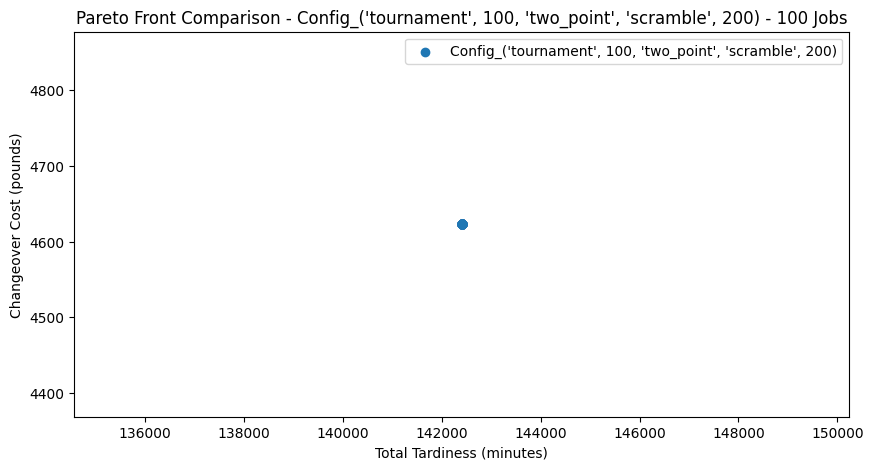 Pareto Front Comparison - Config_('tournament', 100, 'two_point', 'scramble', 200) - 100 Jobs
Config_('tournament', 100, 'two_point', 'scramble', 200)
Changeover Cost (pounds)
4800
4700
4600
4500
4400
136000 138000 140000 142000 144000 146000 148000 150000
Total Tardiness (minutes)